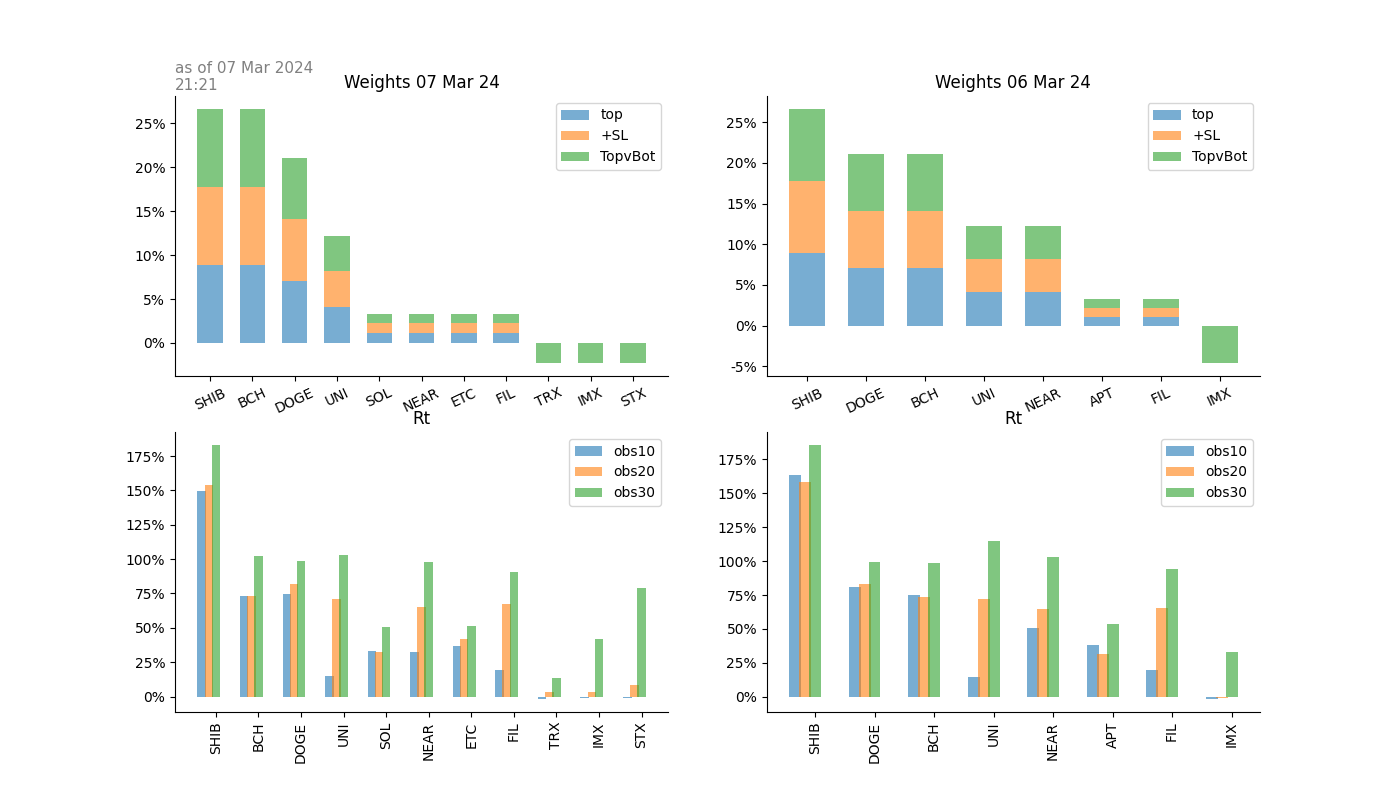 as of 07 Mar 2024
21:21
Weights 07 Mar 24
25%
20%
15%
10%
5%
0%
top
+SL
TopvBot
SHIB
BCH
DOGE
UNI
SOL
NEAR
ETC
FIL
TRX
IMX
STX
Weights 06 Mar 24
25%
20%
15%
10%
5%
0%
-5%
top
+SL
TopvBot
SHIB
DOGE
BCH
UNI
NEAR
APT
FIL
IMX
Rt
175%
150%
125%
100%
75%
50%
25%
0%
obs10
obs20
obs30
SHIB
BCH
DOGE
UNI
SOL
NEAR
ETC
FIL
TRX
IMX
STX
Rt
175%
150%
125%
100%
75%
50%
25%
0%
obs10
obs20
obs30
SHIB
DOGE
BCH
UNI
NEAR
APT
FIL
IMX